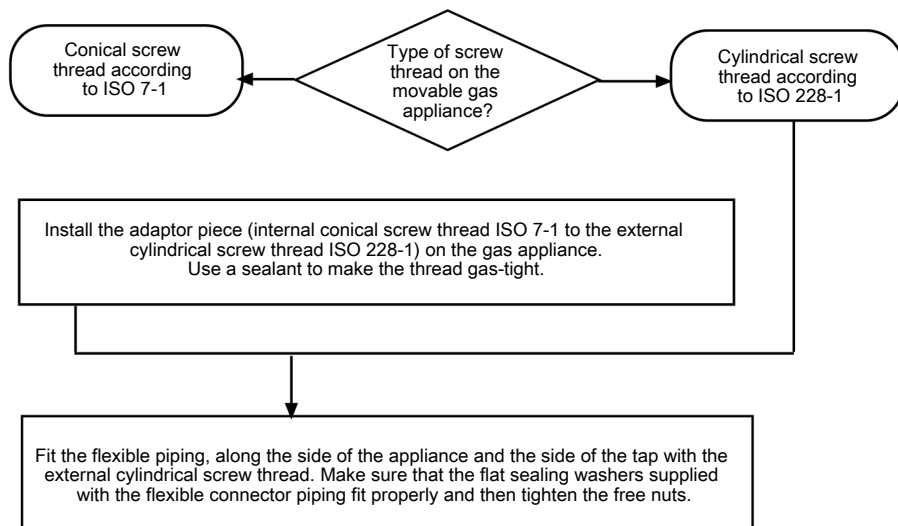 Conical screw
thread according
to ISO 7-1
Type of screw
thread on the
movable gas
appliance?
Cylindrical screw
thread according
to ISO 228-1
Install the adaptor piece (internal conical screw thread ISO 7-1 to the external
cylindrical screw thread ISO 228-1) on the gas appliance.
Use a sealant to make the thread gas-tight.
Fit the flexible piping, along the side of the appliance and the side of the tap with the
external cylindrical screw thread. Make sure that the flat sealing washers supplied
with the flexible connector piping fit properly and then tighten the free nuts.